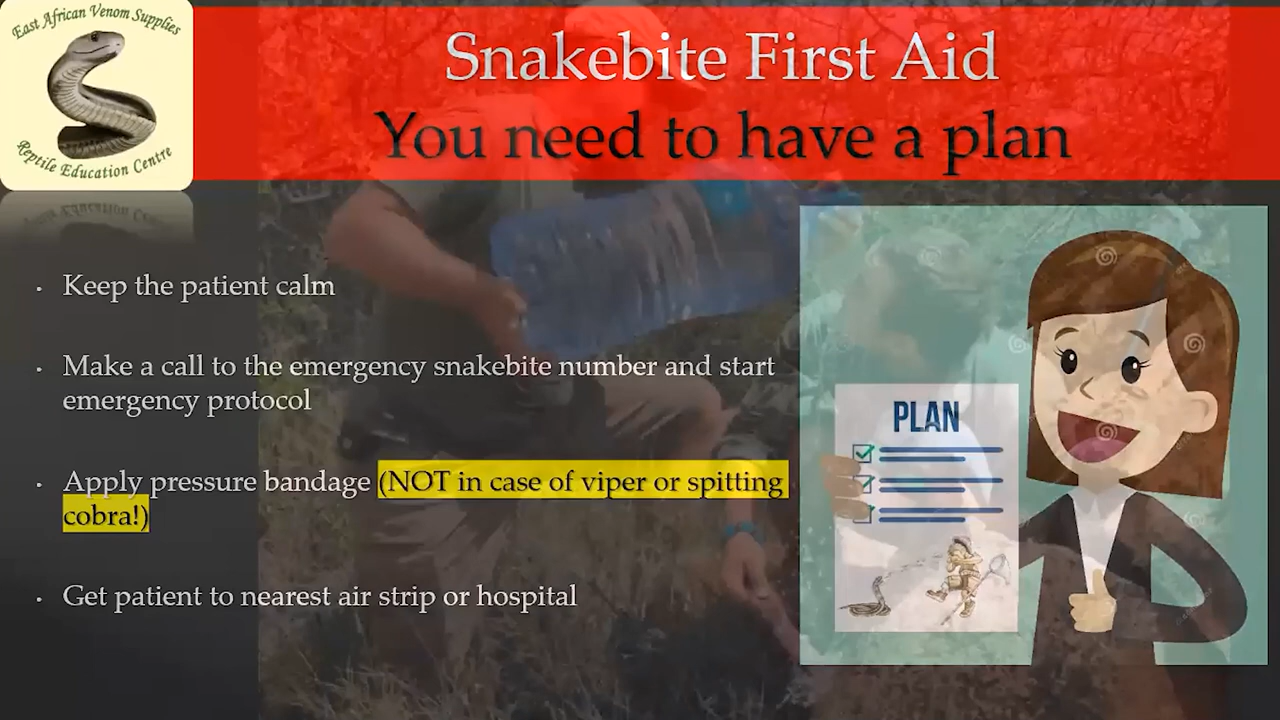 East African Venom Supplies
Reptile Education Centre
Snakebite First Aid
You need to have a plan
• Keep the patient calm
• Make a call to the emergency snakebite number and start
emergency protocol
• Apply pressure bandage (NOT in case of viper or spitting
cobra!)
• Get patient to nearest air strip or hospital
PLAN